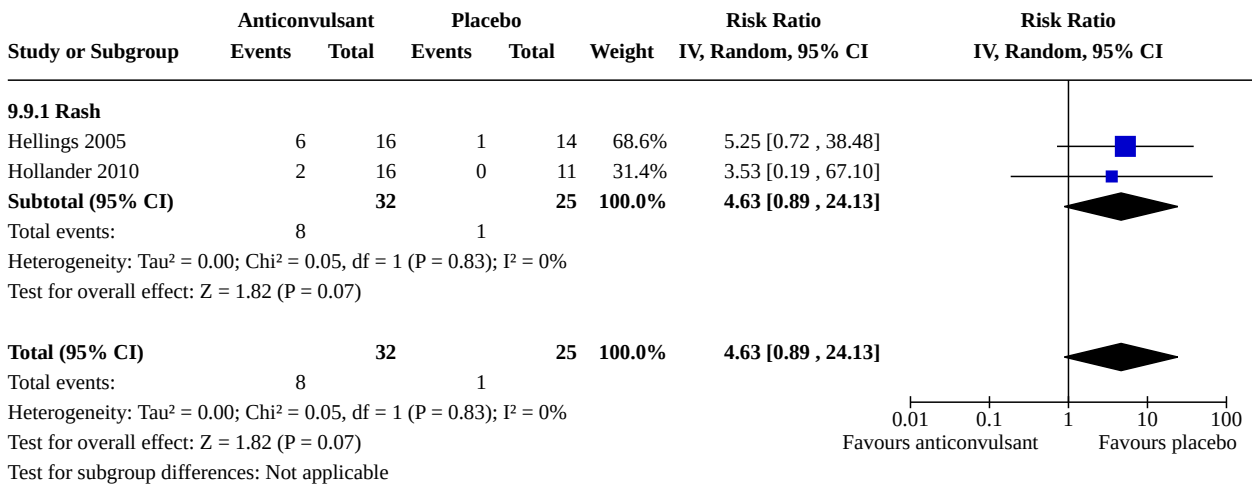 Anticonvulsant Placebo Risk Ratio Risk Ratio
Study or Subgroup Events Total Events Total Weight IV, Random, 95% CI IV, Random, 95% CI
9.9.1 Rash
Hellings 2005 6 16 1 14 68.6% 5.25 [0.72 , 38.48]
Hollander 2010 2 16 0 11 31.4% 3.53 [0.19 , 67.10]
Subtotal (95% CI) 32 25 100.0% 4.63 [0.89 , 24.13]
Total events: 8 1
Heterogeneity: Tau² = 0.00; Chi² = 0.05, df = 1 (P = 0.83); I² = 0%
Test for overall effect: Z = 1.82 (P = 0.07)
Total (95% CI) 32 25 100.0% 4.63 [0.89 , 24.13]
Total events: 8 1
Heterogeneity: Tau² = 0.00; Chi² = 0.05, df = 1 (P = 0.83); I² = 0%
0.01 0.1 1 10 100
Test for overall effect: Z = 1.82 (P = 0.07) Favours anticonvulsant Favours placebo
Test for subgroup differences: Not applicable